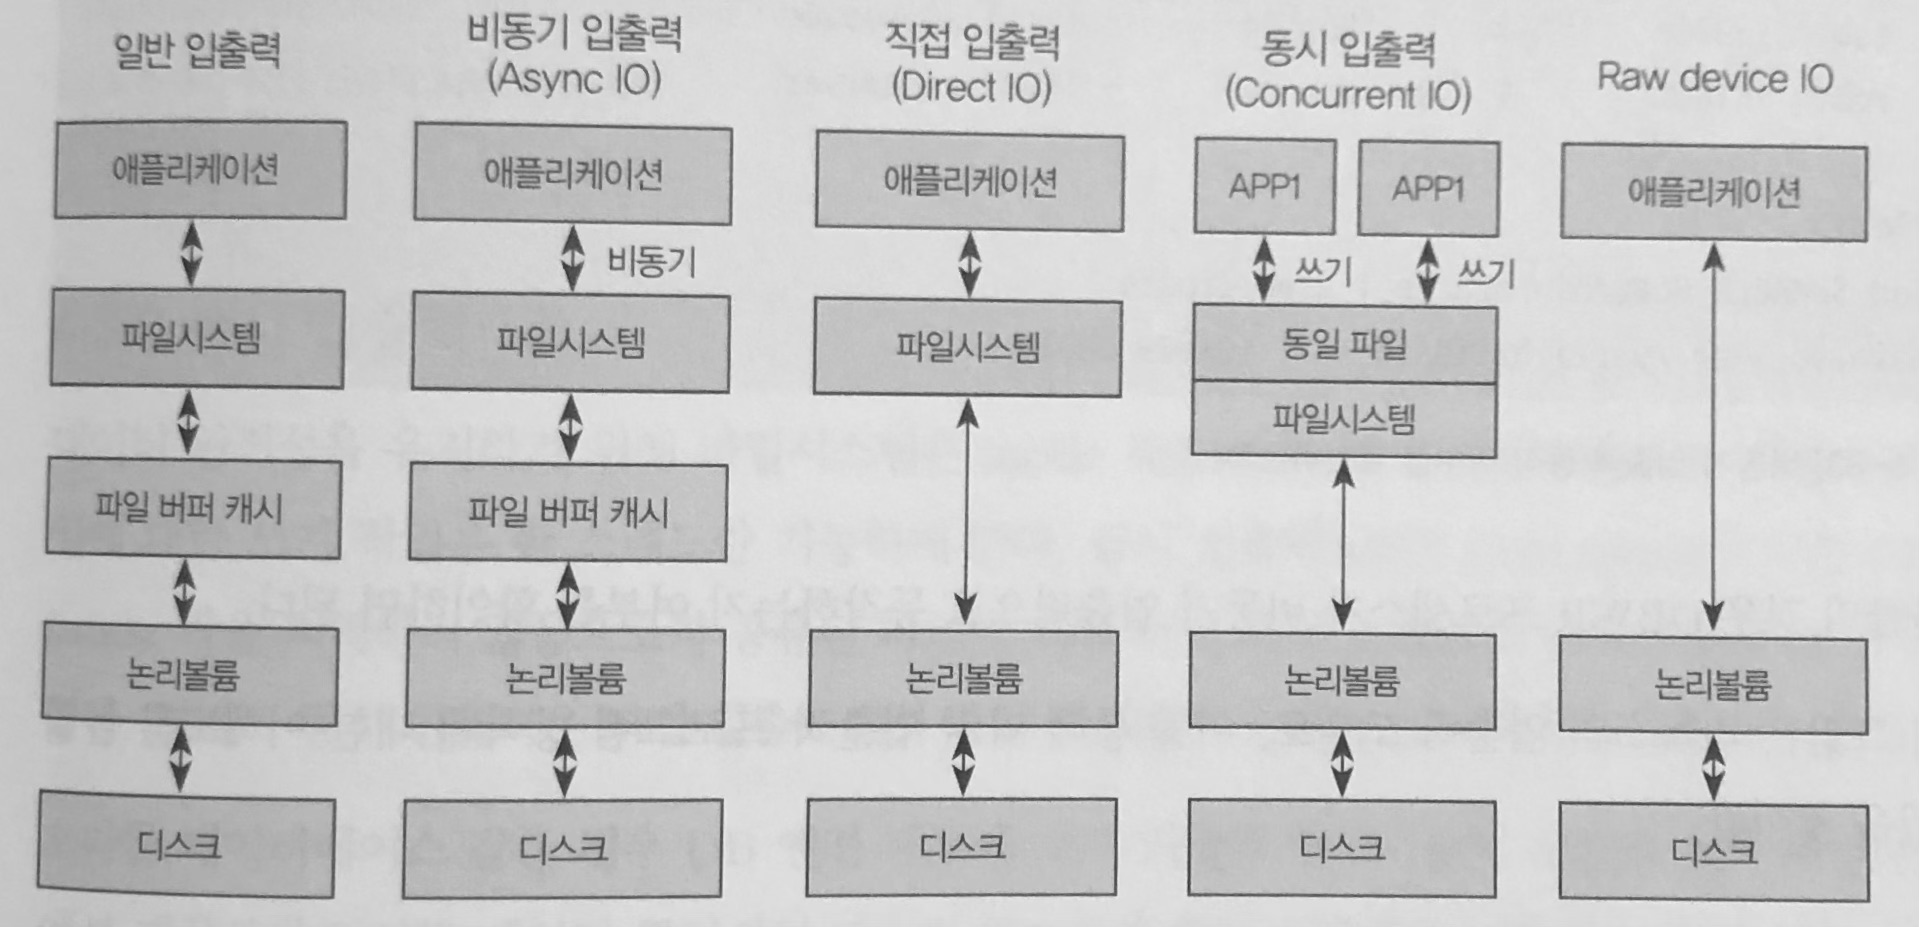 일반 입출력
애플리케이션
파일시스템
파일 버퍼 캐시
논리볼륨
디스크
비동기 입출력
(Async IO)
애플리케이션
비동기
파일시스템
파일 버퍼 캐시
논리볼륨
디스크
직접 입출력
(Direct IO)
애플리케이션
파일시스템
논리볼륨
디스크
동시 입출력
(Concurrent IO)
APP1 APP1
쓰기 쓰기
동일 파일
파일시스템
논리볼륨
디스크
Raw device IO
애플리케이션
논리볼륨
디스크